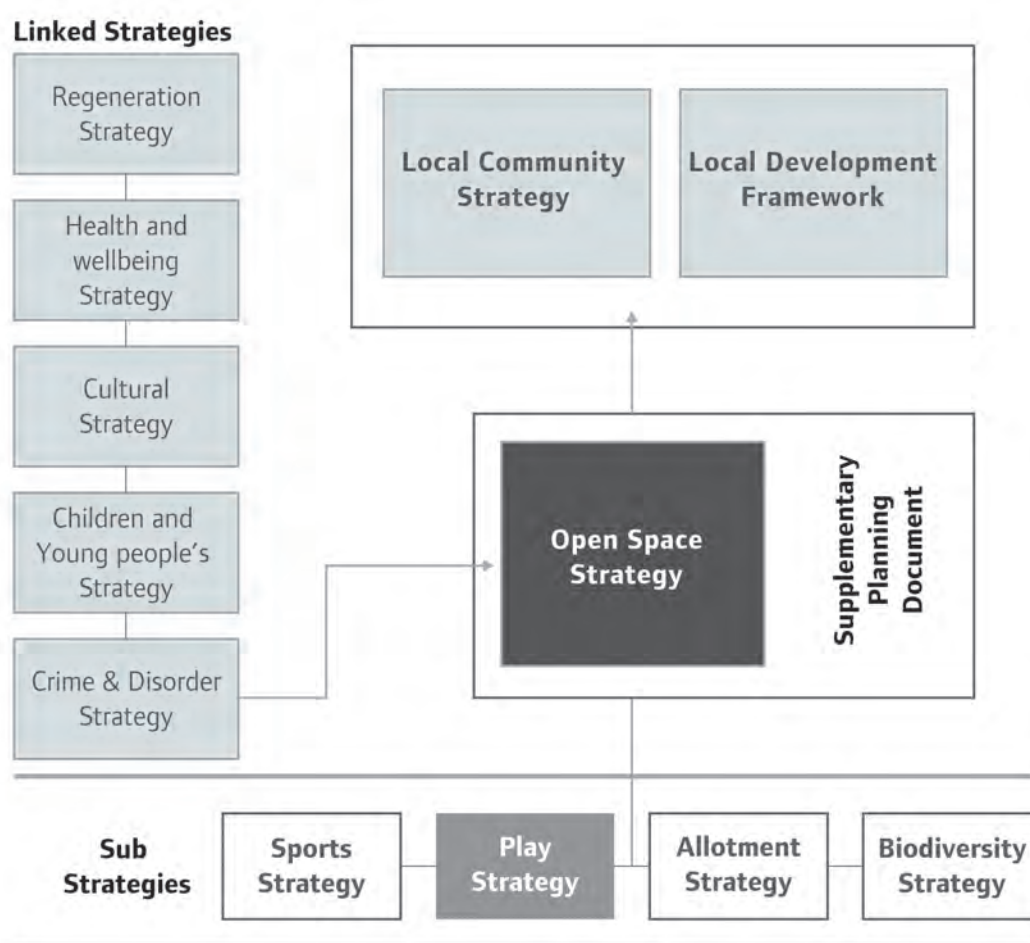 Linked Strategies
Regeneration
Strategy
Health and
wellbeing
Strategy
Cultural
Strategy
Children and
Young people's
Strategy
Crime & Disorder
Strategy
Local Community
Strategy
Local Development
Framework
Open Space
Strategy
Supplementary
Planning
Document
Sub
Strategies
Sports
Strategy
Play
Strategy
Allotment
Strategy
Biodiversity
Strategy